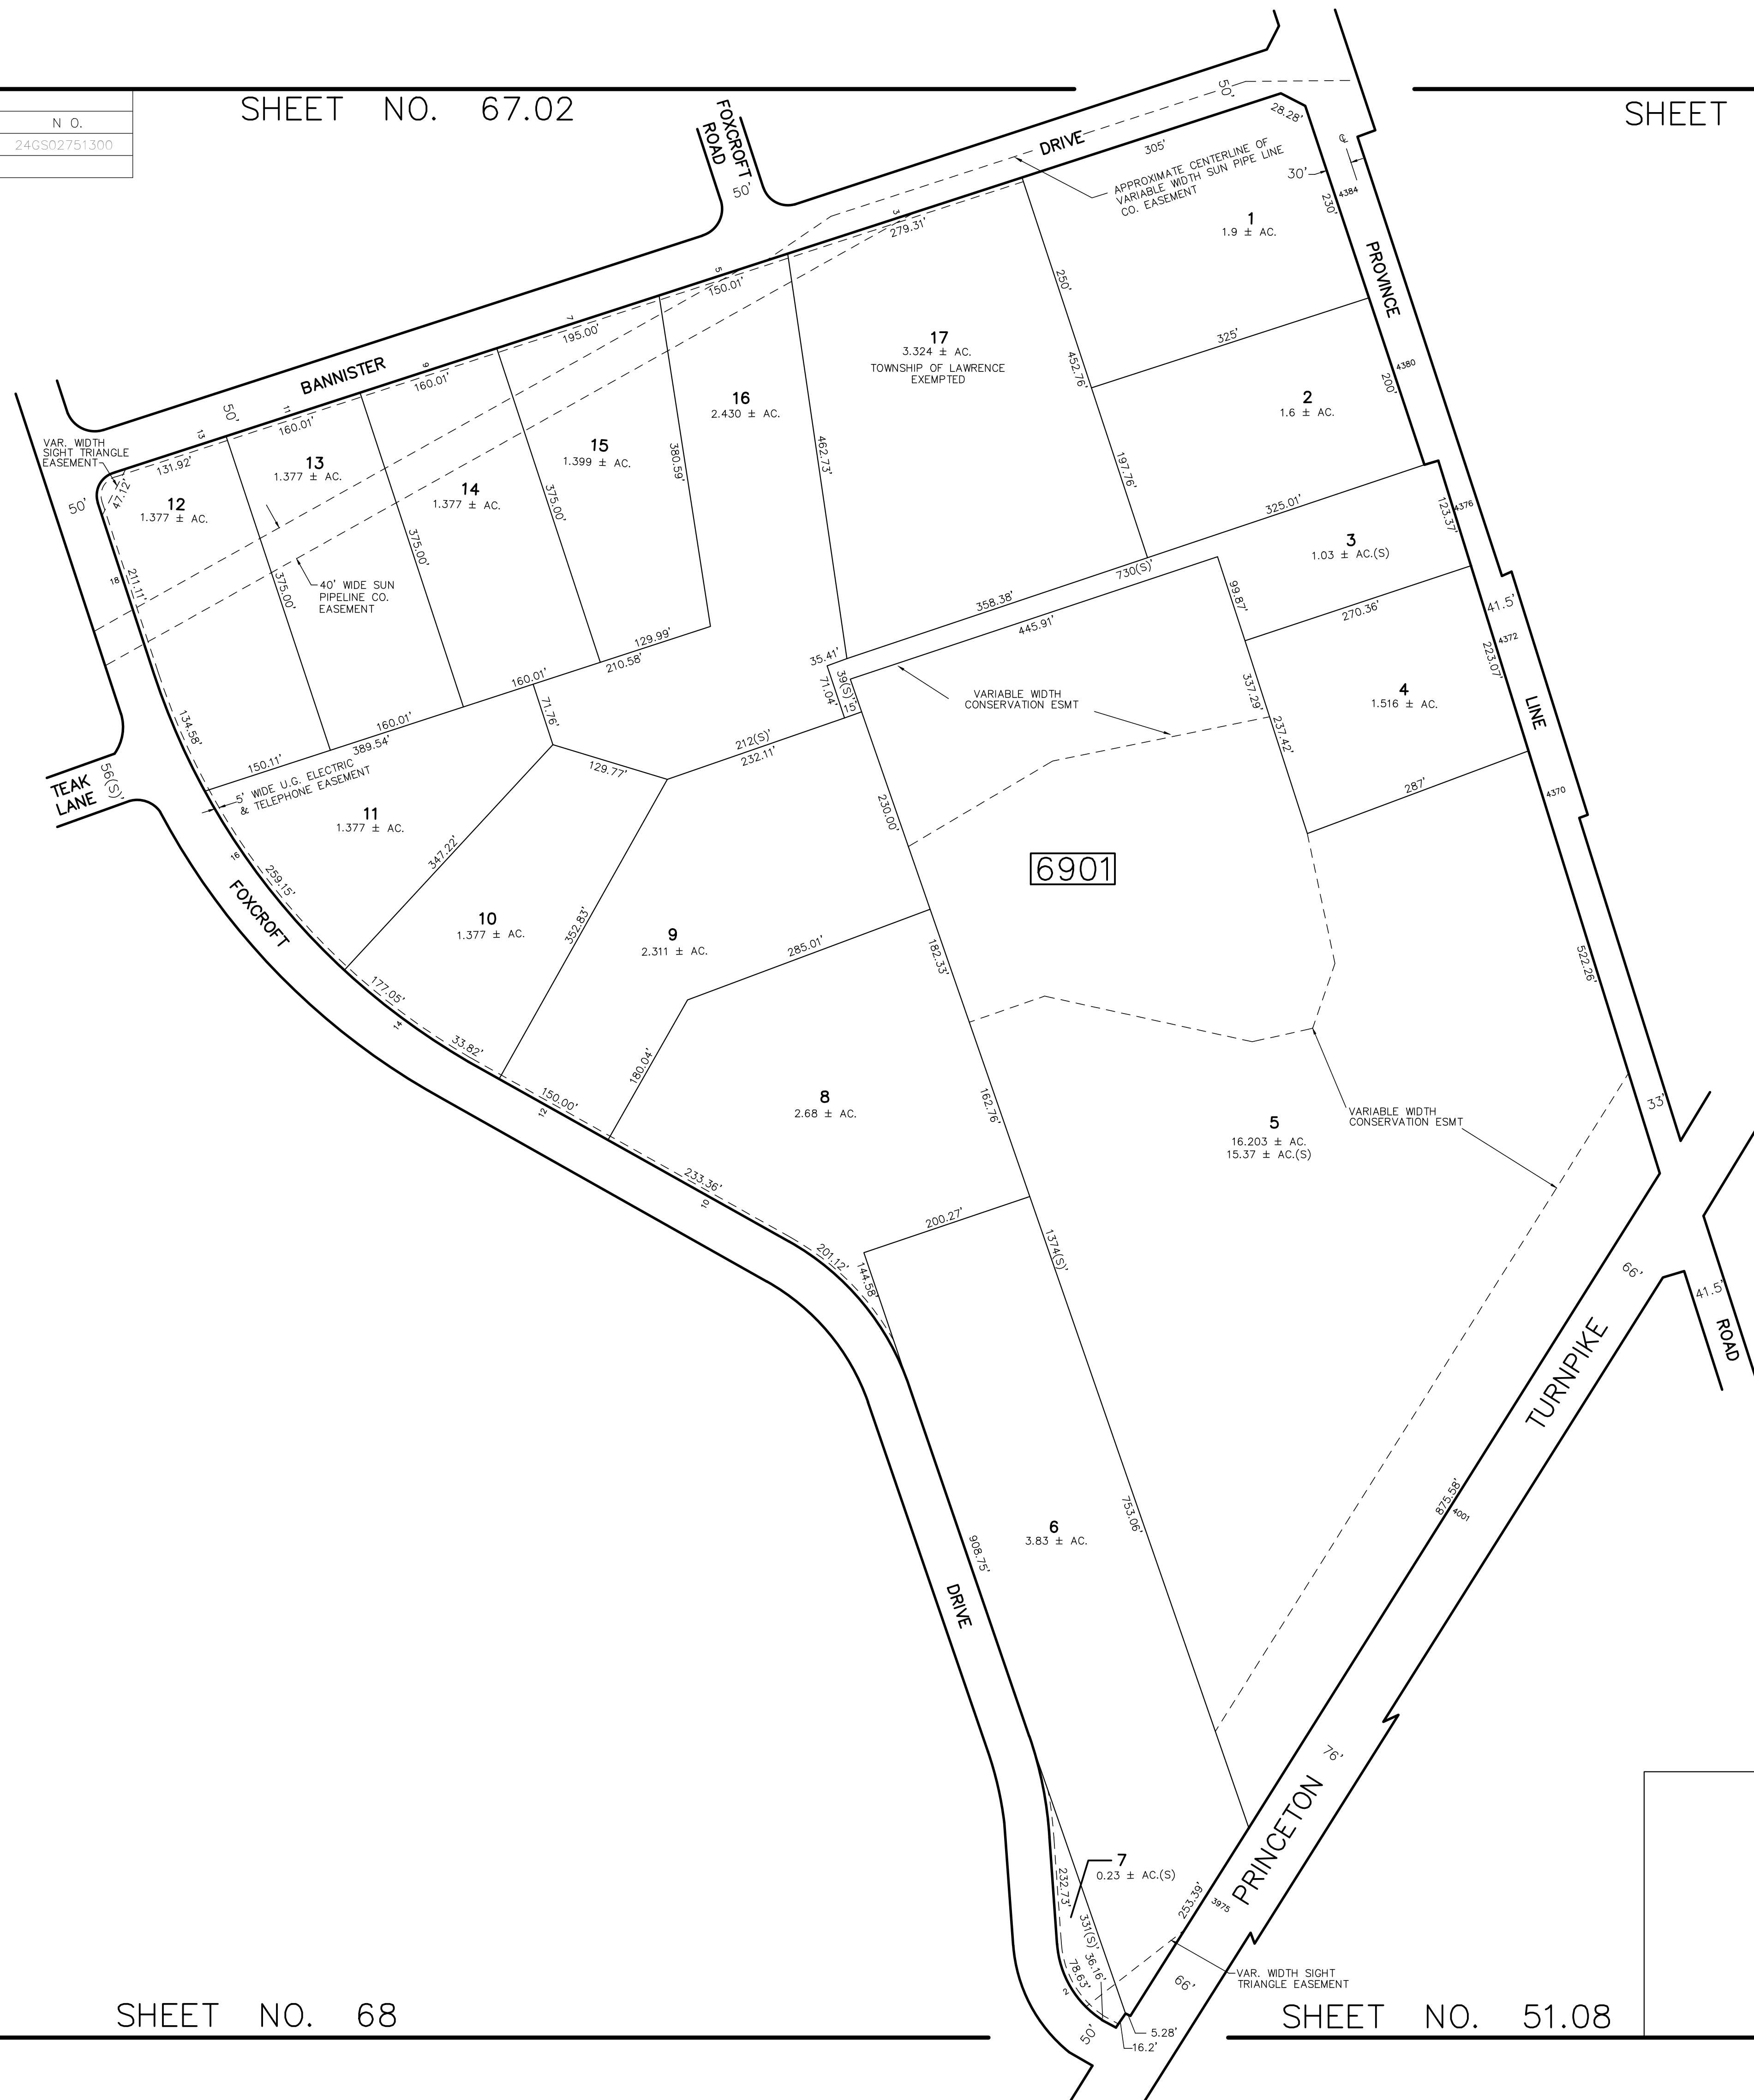 SHEET NO. 67.02
SHEET
N O.
24GS02751300
FOXCROFT
ROAD
50'
50'
DRIVE
28.28'
305'
APPROXIMATE CENTERLINE OF
VARIABLE WIDTH SUN PIPE LINE
CO. EASEMENT
℄
30'
4384
230'
1
1.9 ± AC.
PROVINCE
3
279.31'
250'
5
150.01'
325'
7
195.00'
17
3.324 ± AC.
TOWNSHIP OF LAWRENCE
EXEMPTED
452.76'
4380
200'
BANNISTER
9
160.01'
2
1.6 ± AC.
16
2.430 ± AC.
50'
11
160.01'
13
131.92'
VAR. WIDTH
SIGHT TRIANGLE
EASEMENT
47.12'
50'
12
1.377 ± AC.
13
1.377 ± AC.
14
1.377 ± AC.
15
1.399 ± AC.
380.59'
462.73'
197.76'
375.00'
375.00'
375.00'
325.01'
123.37'
4376
3
1.03 ± AC.(S)
18
211.11'
40' WIDE SUN
PIPELINE CO.
EASEMENT
730(S)'
358.38'
445.91'
99.87'
270.36'
41.5'
4372
223.07'
129.99'
210.58'
35.41'
39(S)'
71.04'
15'
160.01'
71.76'
VARIABLE WIDTH
CONSERVATION ESMT
337.29'
237.42'
4
1.516 ± AC.
LINE
134.58'
160.01'
389.54'
150.11'
212(S)'
232.11'
129.77'
TEAK
LANE
56(S)'
5' WIDE U.G. ELECTRIC
& TELEPHONE EASEMENT
11
1.377 ± AC.
287'
4370
230.00'
16
347.22'
259.15'
FOXCROFT
6901
10
1.377 ± AC.
352.83'
9
2.311 ± AC.
285.01'
182.33'
522.26'
177.05'
14
33.82'
180.04'
150.00'
12
8
2.68 ± AC.
162.76'
5
16.203 ± AC.
15.37 ± AC.(S)
VARIABLE WIDTH
CONSERVATION ESMT
33'
233.36'
10
200.27'
201.12'
144.58'
1374(S)'
66'
41.5'
ROAD
TURNPIKE
875.58'
4001
753.06'
6
3.83 ± AC.
908.75'
DRIVE
76'
PRINCETON
7
0.23 ± AC.(S)
232.73'
253.39'
3975
331(S)'
36.16'
78.63'
2
66'
VAR. WIDTH SIGHT
TRIANGLE EASEMENT
50'
5.28'
16.2'
SHEET NO. 68
SHEET NO. 51.08